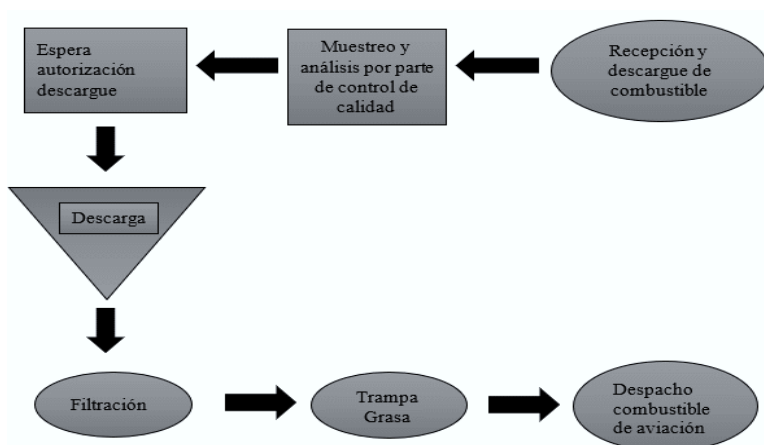 Recepción y
descargue de
combustible
Muestreo y
análisis por parte
de control de
calidad
Espera
autorización
descargue
Descarga
Filtración
Trampa
Grasa
Despacho
combustible
de aviación